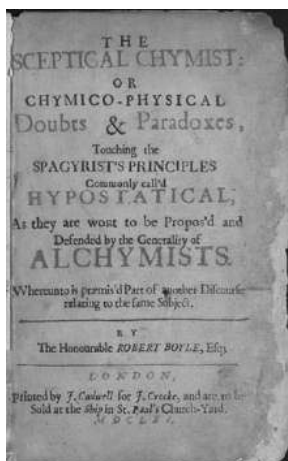 THE
SCEPTICAL CHYMIST:
OR
CHYMICO-PHYSICAL
Doubts & Paradoxes,
Touching the
SPAGYRIST'S PRINCIPLES
Commonly call'd
HYPOSTATICAL,
As they are wont to be Propos'd and
Defended by the Generality of
ALCHYMISTS.
Whereunto is præmis'd Part of another Discourse
relating to the same Subject.
BY
The Honourable ROBERT BOYLE, Esq;
LONDON,
Printed by J. Cadwell for J. Crooke, and are to be
Sold at the Ship in St. Paul's Church-Yard.
MDCLXI.